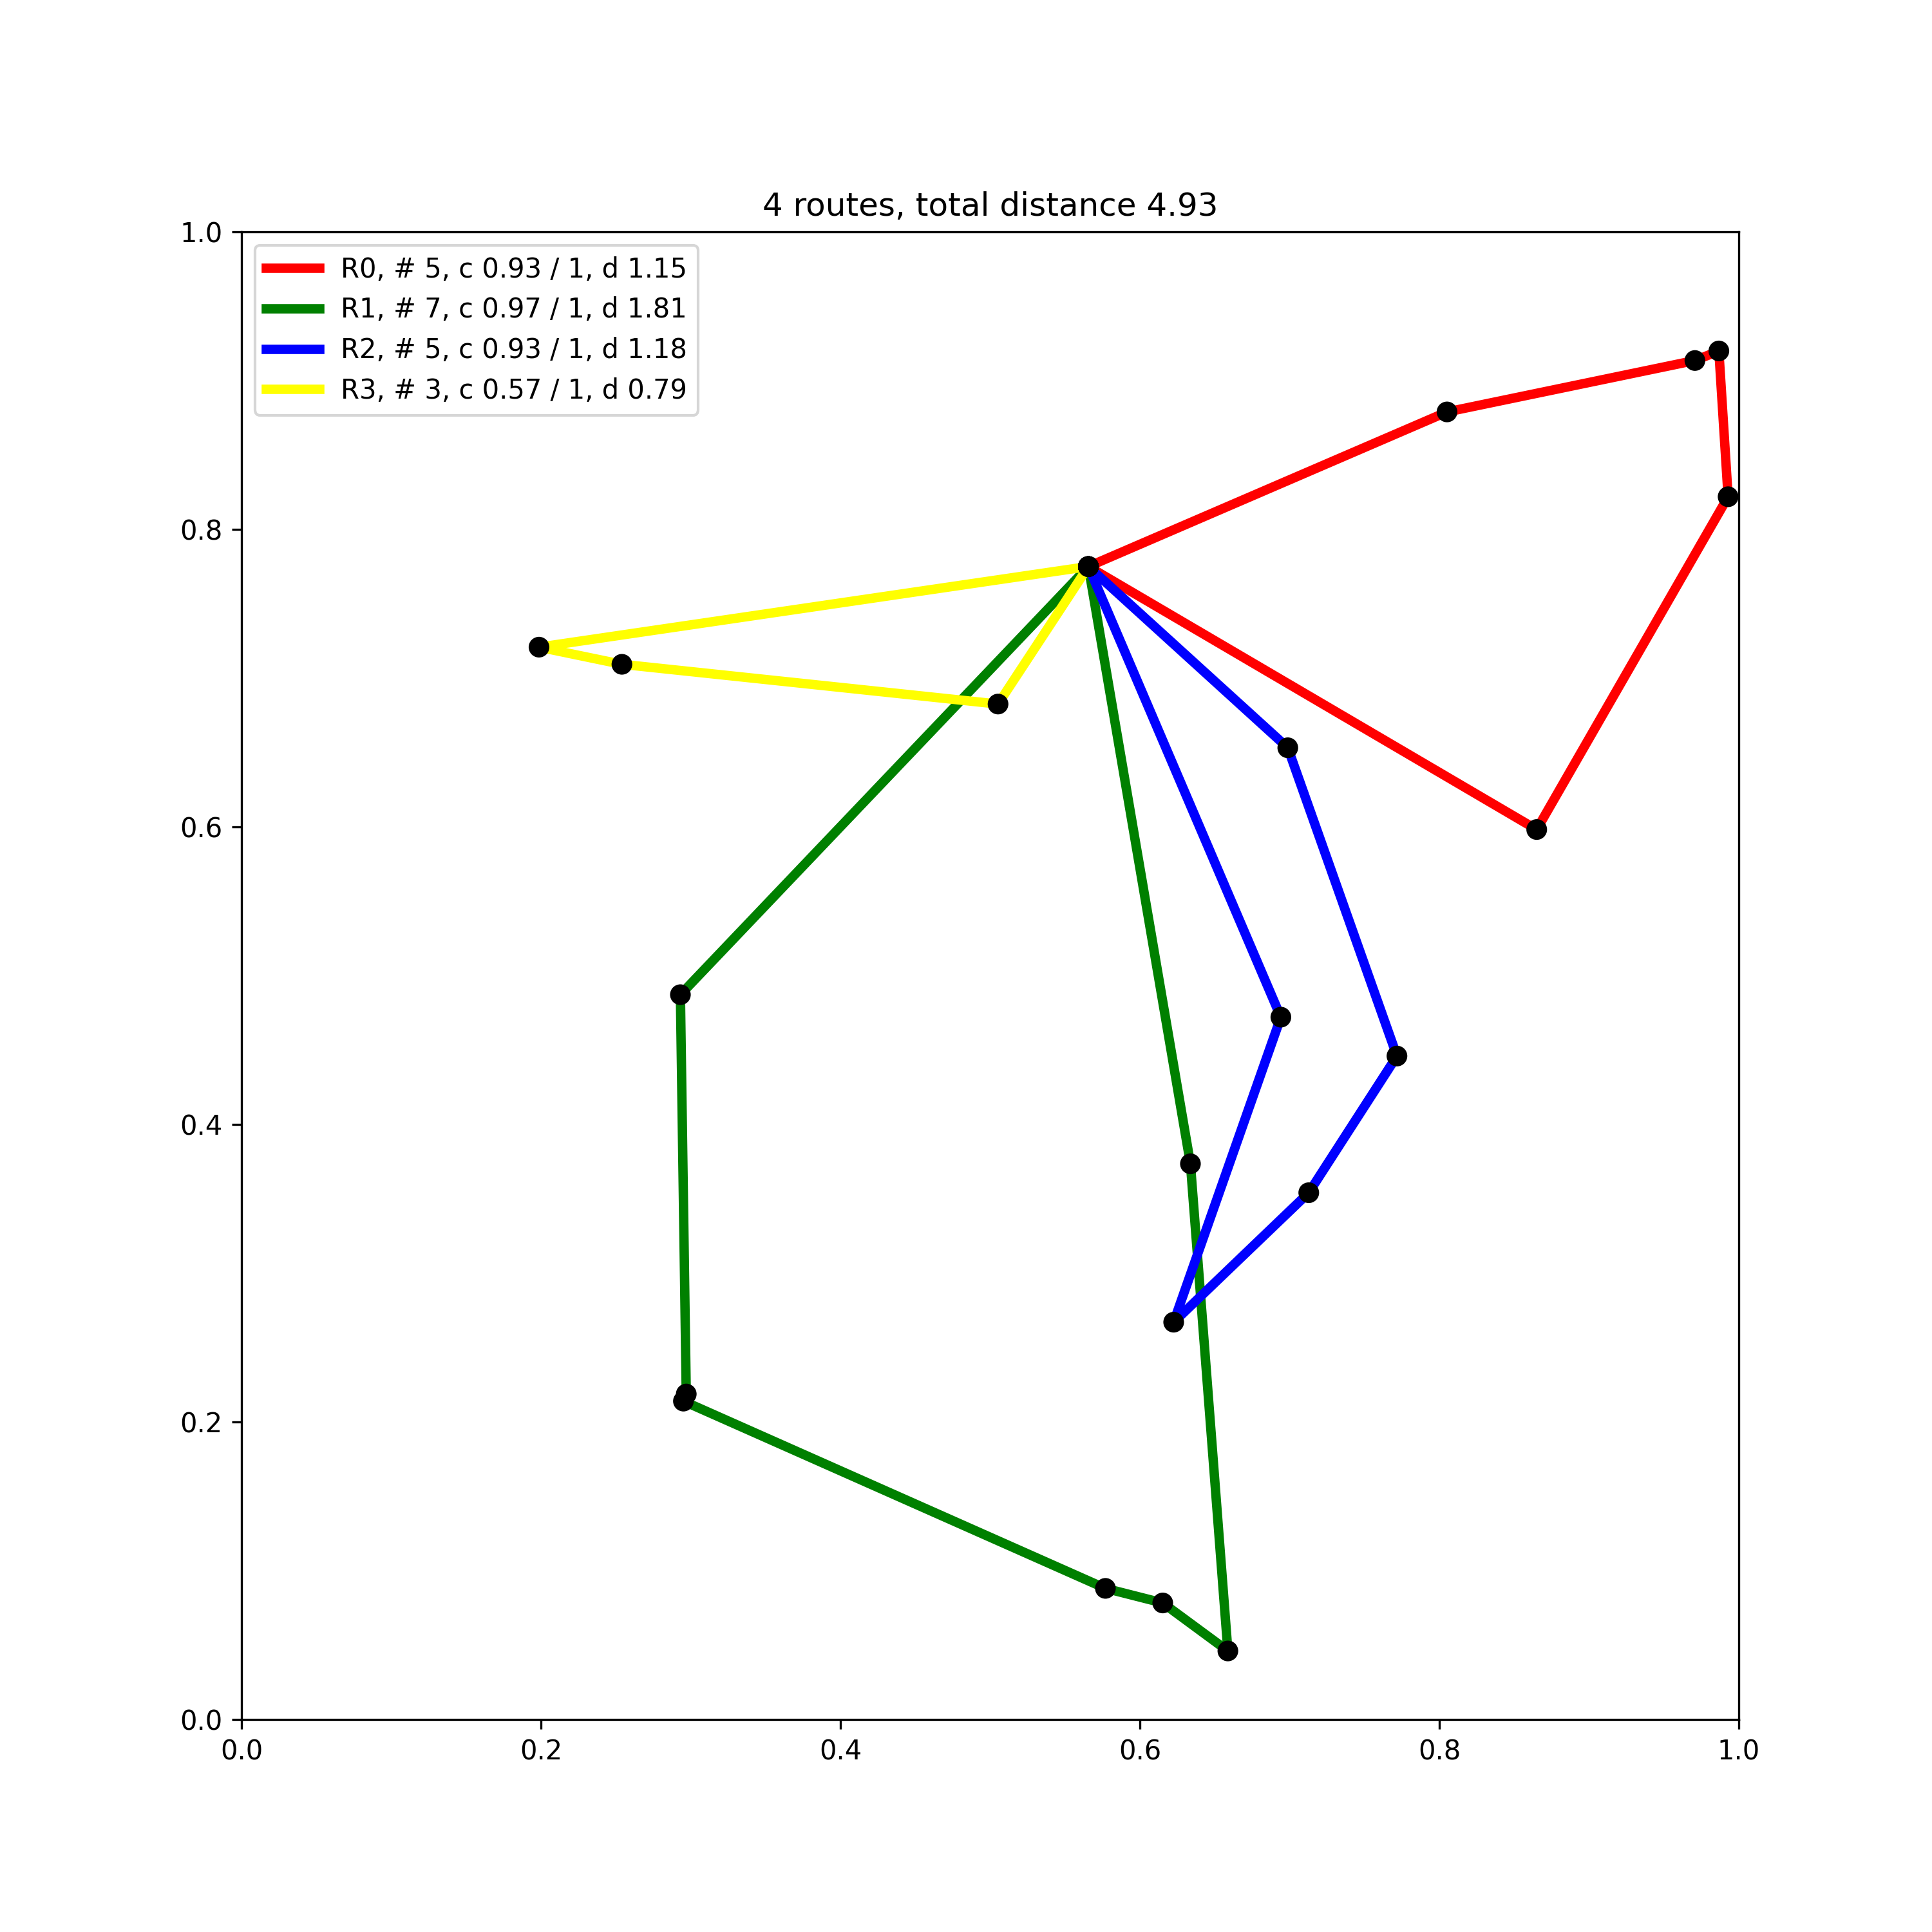 4 routes, total distance 4.93
1.0
R0, # 5, c 0.93 / 1, d 1.15
R1, # 7, c 0.97 / 1, d 1.81
R2, # 5, c 0.93 / 1, d 1.18
R3, # 3, c 0.57 / 1, d 0.79
0.8
0.6
0.4
0.2
0.0
0.0 0.2 0.4 0.6 0.8 1.0